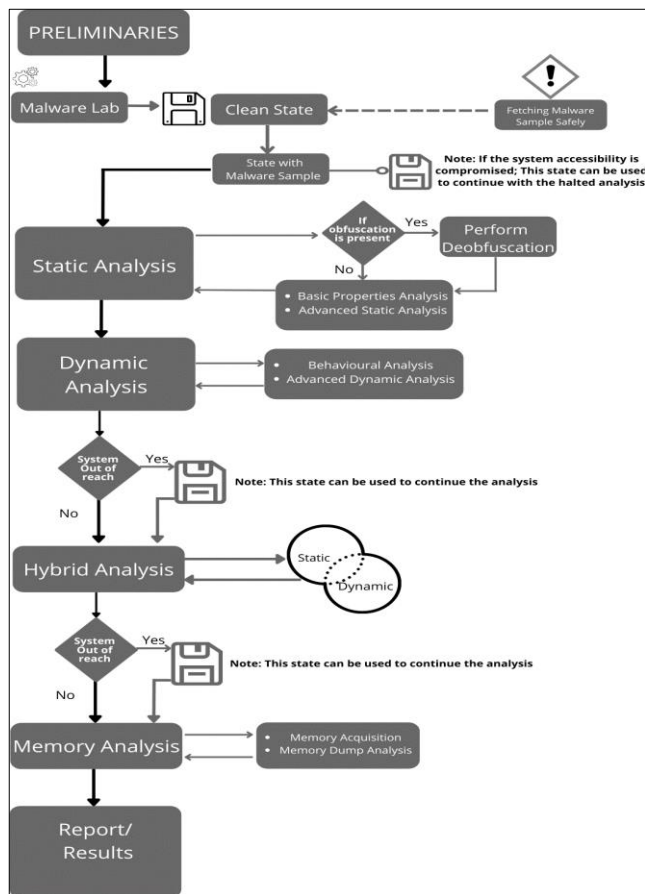 PRELIMINARIES
Malware Lab
Clean State
!
Fetching Malware
Sample Safely
State with
Malware Sample
Note: If the system accessibility is
compromised; This state can be used
to continue with the halted analysis
Static Analysis
If
obfuscation
is present
Yes
Perform
Deobfuscation
No
• Basic Properties Analysis
• Advanced Static Analysis
Dynamic
Analysis
• Behavioural Analysis
• Advanced Dynamic Analysis
System
Out of
reach
Yes
Note: This state can be used to continue the analysis
No
Hybrid Analysis
Static
Dynamic
System
Out of
reach
Yes
Note: This state can be used to continue the analysis
No
Memory Analysis
• Memory Acquisition
• Memory Dump Analysis
Report/
Results